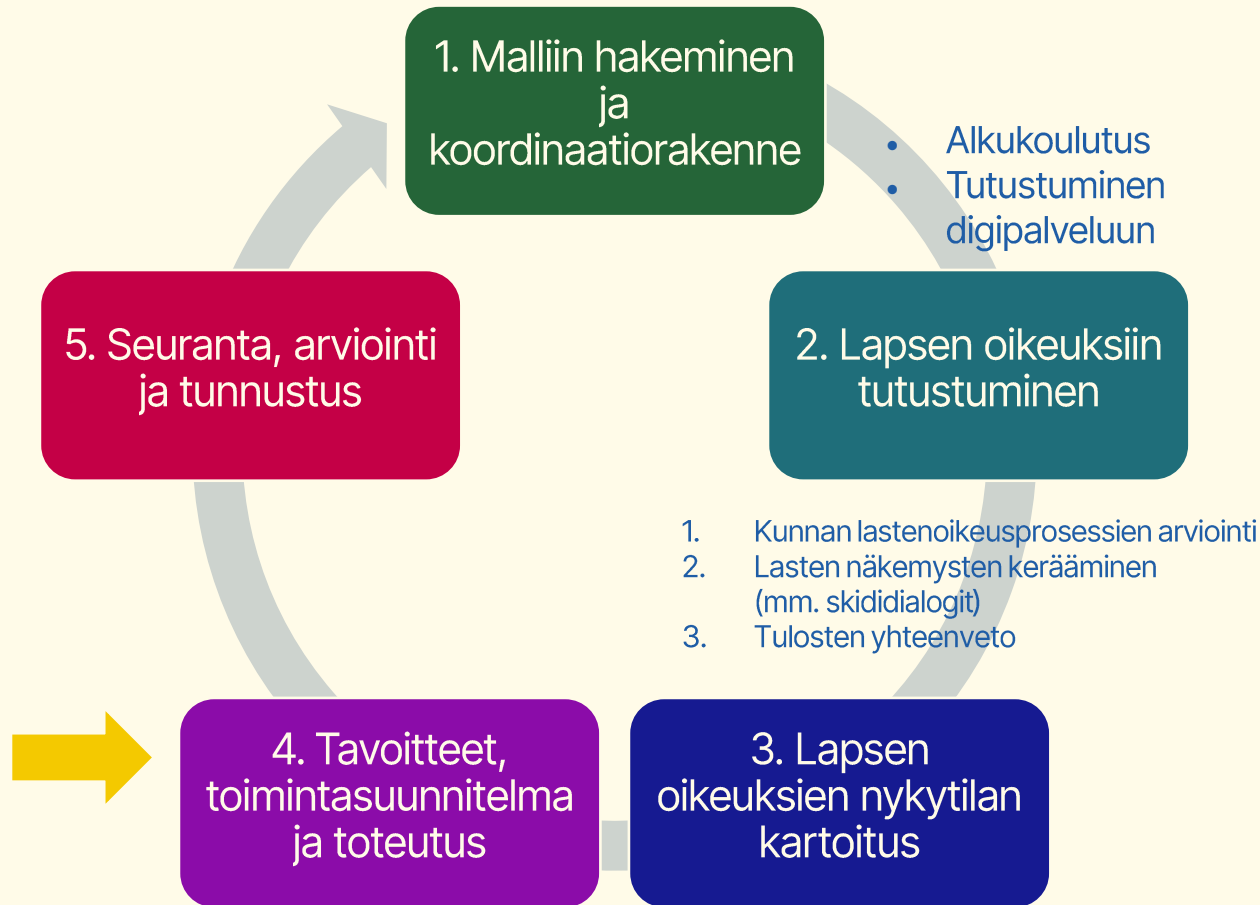 1. Malliin hakeminen
ja
koordinaatiorakenne
• Alkukoulutus
• Tutustuminen
digipalveluun
2. Lapsen oikeuksiin
tutustuminen
1. Kunnan lastenoikeusprosessien arviointi
2. Lasten näkemysten kerääminen
(mm. skididialogit)
3. Tulosten yhteenveto
3. Lapsen
oikeuksien nykytilan
kartoitus
4. Tavoitteet,
toimintasuunnitelma
ja toteutus
5. Seuranta, arviointi
ja tunnustus